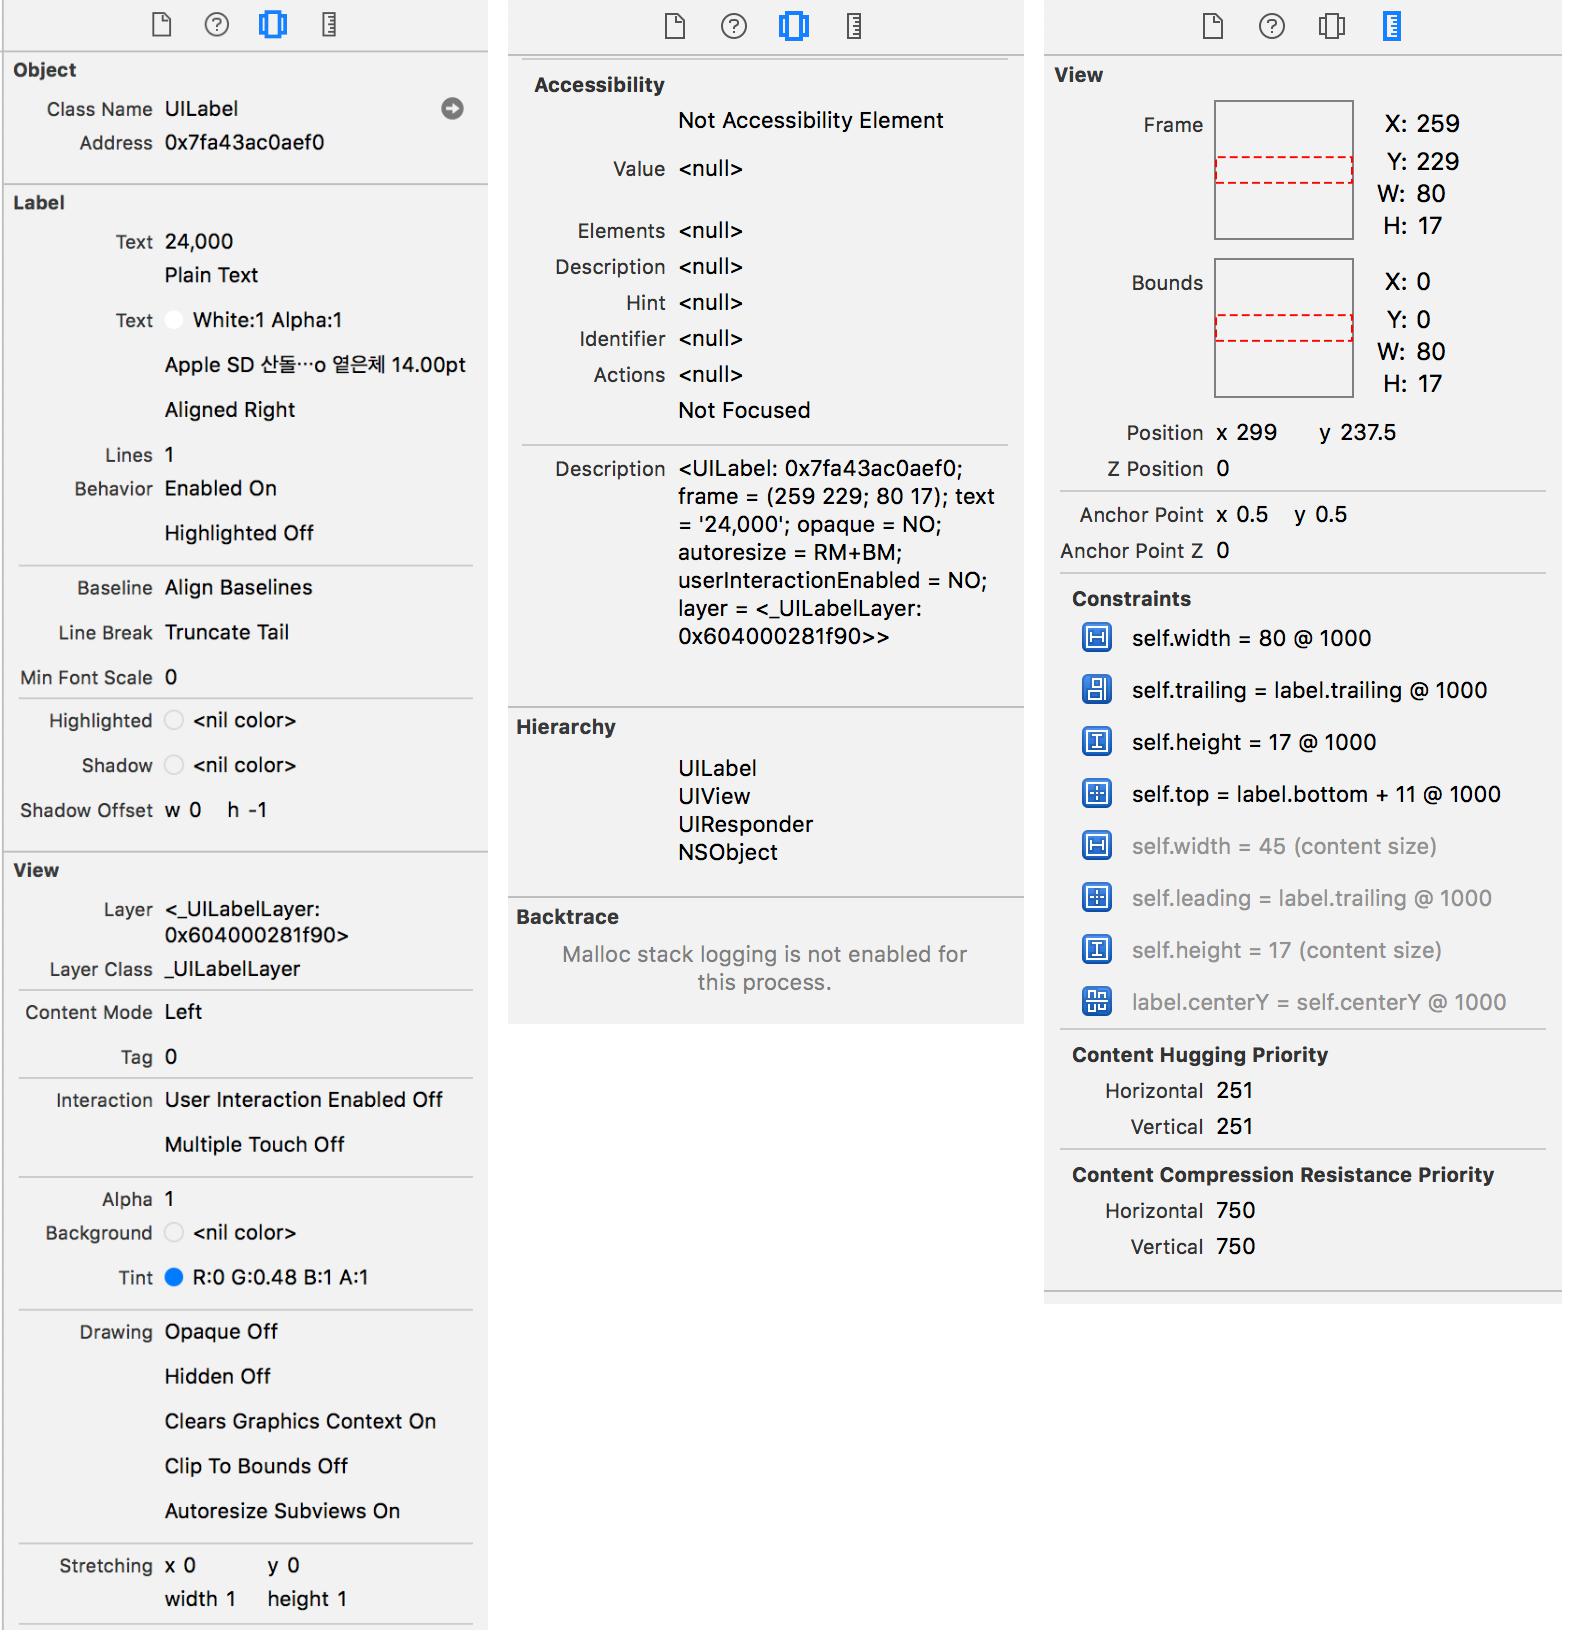 Object
Class Name UILabel
Address 0x7fa43ac0aef0
Label
Text 24,000
Plain Text
Text White:1 Alpha:1
Apple SD 산돌⋯o 옅은체 14.00pt
Aligned Right
Lines 1
Behavior Enabled On
Highlighted Off
Baseline Align Baselines
Line Break Truncate Tail
Min Font Scale 0
Highlighted <nil color>
Shadow <nil color>
Shadow Offset w 0 h -1
View
Layer <_UILabelLayer:
0x604000281f90>
Layer Class _UILabelLayer
Content Mode Left
Tag 0
Interaction User Interaction Enabled Off
Multiple Touch Off
Alpha 1
Background <nil color>
Tint R:0 G:0.48 B:1 A:1
Drawing Opaque Off
Hidden Off
Clears Graphics Context On
Clip To Bounds Off
Autoresize Subviews On
Stretching x 0 y 0
width 1 height 1
Accessibility
Not Accessibility Element
Value <null>
Elements <null>
Description <null>
Hint <null>
Identifier <null>
Actions <null>
Not Focused
Description <UILabel: 0x7fa43ac0aef0;
frame = (259 229; 80 17); text
= '24,000'; opaque = NO;
autoresize = RM+BM;
userInteractionEnabled = NO;
layer = <_UILabelLayer:
0x604000281f90>>
Hierarchy
UILabel
UIView
UIResponder
NSObject
Backtrace
Malloc stack logging is not enabled for
this process.
View
Frame X: 259
Y: 229
W: 80
H: 17
Bounds X: 0
Y: 0
W: 80
H: 17
Position x 299 y 237.5
Z Position 0
Anchor Point x 0.5 y 0.5
Anchor Point Z 0
Constraints
self.width = 80 @ 1000
self.trailing = label.trailing @ 1000
self.height = 17 @ 1000
self.top = label.bottom + 11 @ 1000
self.width = 45 (content size)
self.leading = label.trailing @ 1000
self.height = 17 (content size)
label.centerY = self.centerY @ 1000
Content Hugging Priority
Horizontal 251
Vertical 251
Content Compression Resistance Priority
Horizontal 750
Vertical 750